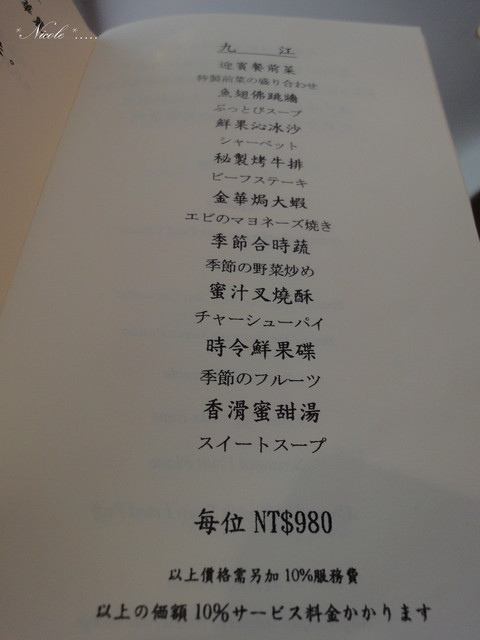 *Nicole*.....
九 江
迎賓餐前菜
特製前菜の盛り合わせ
魚翅佛跳牆
ぶっとびスープ
鮮果沁冰沙
シャーベット
秘製烤牛排
ビーフステーキ
金華焗大蝦
エビのマヨネーズ焼き
季節合時蔬
季節の野菜炒め
蜜汁叉燒酥
チャーシューパイ
時令鮮果碟
季節のフルーツ
香滑蜜甜湯
スイートスープ
每位 NT$980
以上價格需另加 10%服務費
以上の価額 10%サービス料金かかります